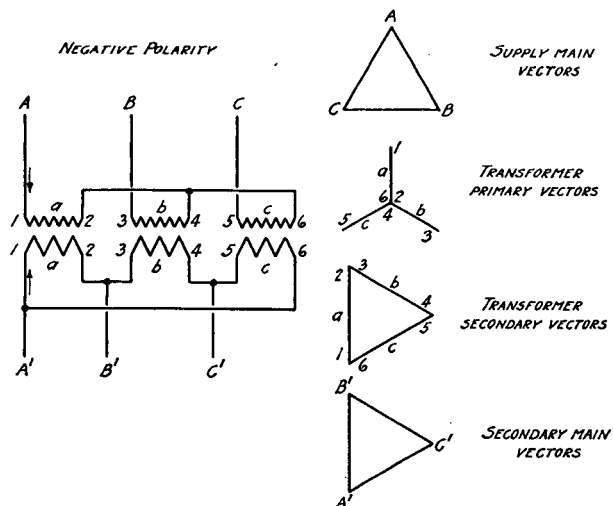 NEGATIVE POLARITY
A B C
a b c
1 2 3 4 5 6
1 2 3 4 5 6
a b c
A' B' C'
A
C B
SUPPLY MAIN
VECTORS
1
a
6 2
5 4
c b
3
TRANSFORMER
PRIMARY VECTORS
2 3
b
a 4
5
1 c
6
TRANSFORMER
SECONDARY VECTORS
B'
C'
A'
SECONDARY MAIN
VECTORS